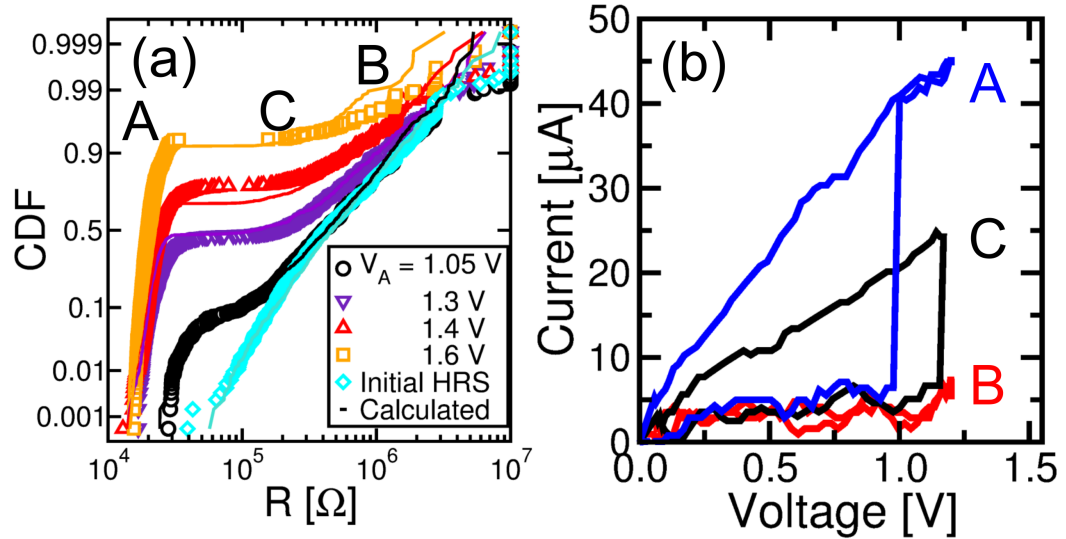 (a)
A
B
C
CDF
0.999
0.99
0.9
0.5
0.1
0.01
0.001
V_A = 1.05 V
1.3 V
1.4 V
1.6 V
Initial HRS
Calculated
10^4
10^5
10^6
10^7
R [Ω]
(b)
A
C
B
Current [μA]
50
40
30
20
10
0
0.0
0.5
1.0
1.5
Voltage [V]